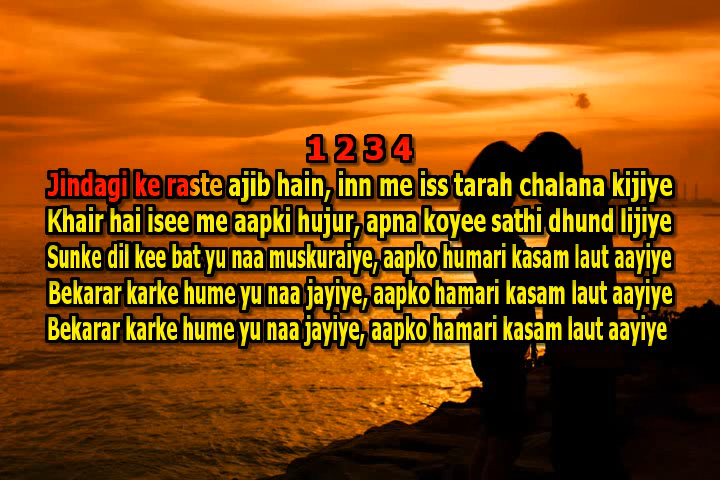 1 2 3 4
Jindagi ke raste ajib hain, inn me iss tarah chalana kijiye
Khair hai isee me aapki hujur, apna koyee sathi dhund lijiye
Sunke dil kee bat yu naa muskuraiye, aapko humari kasam laut aayiye
Bekarar karke hume yu naa jayiye, aapko hamari kasam laut aayiye
Bekarar karke hume yu naa jayiye, aapko hamari kasam laut aayiye